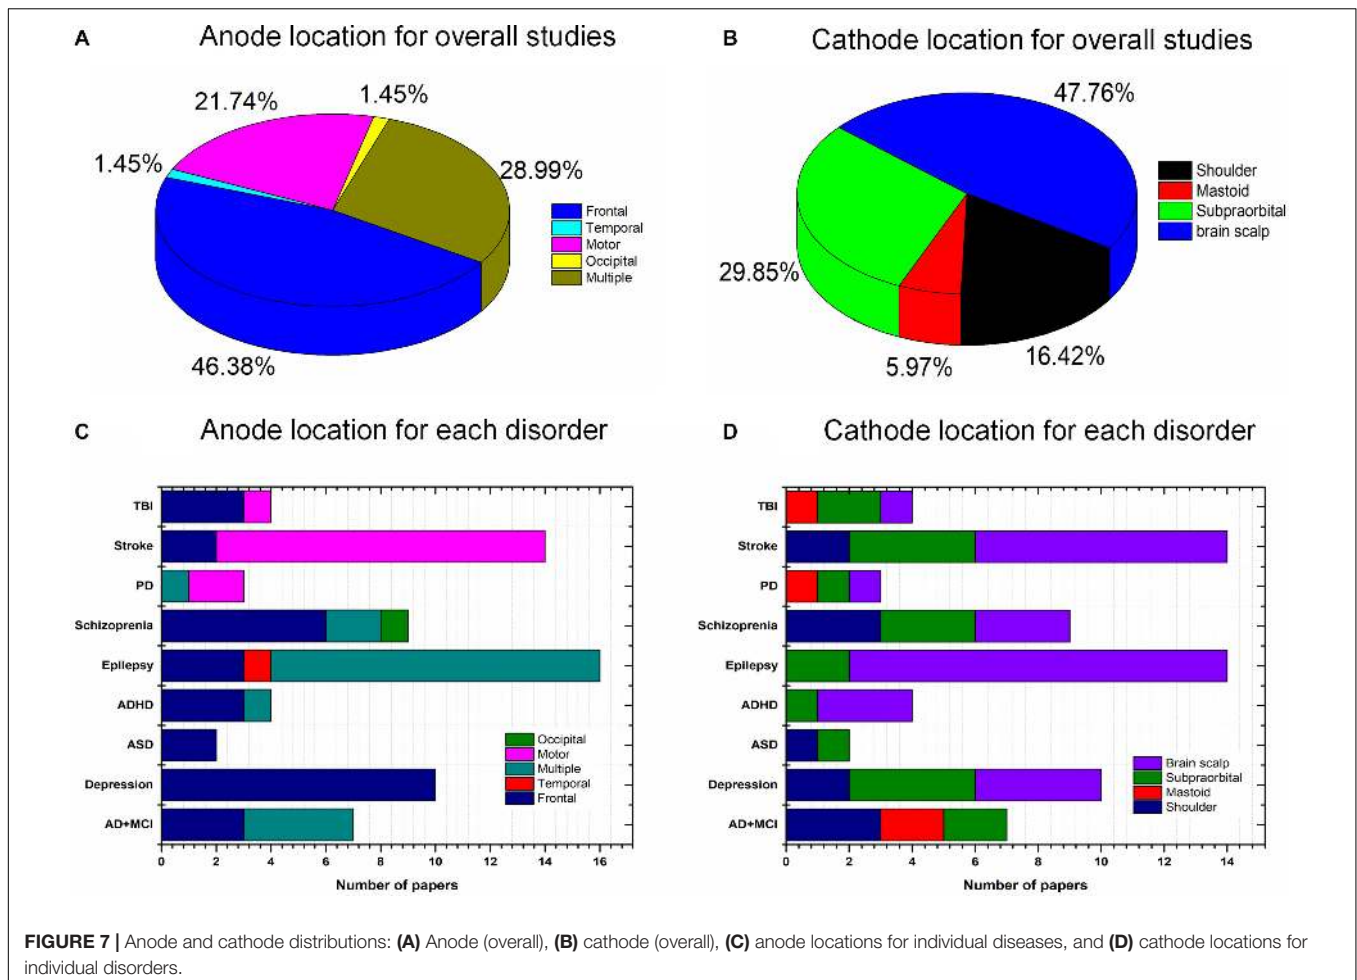 A Anode location for overall studies
21.74%
1.45%
1.45%
28.99%
46.38%
Frontal
Temporal
Motor
Occipital
Multiple
B Cathode location for overall studies
47.76%
29.85%
5.97%
16.42%
Shoulder
Mastoid
Subpraorbital
brain scalp
C Anode location for each disorder
TBI
Stroke
PD
Schizoprenia
Epilepsy
ADHD
ASD
Depression
AD+MCI
Occipital
Motor
Multiple
Temporal
Frontal
0 2 4 6 8 10 12 14 16
Number of papers
D Cathode location for each disorder
TBI
Stroke
PD
Schizoprenia
Epilepsy
ADHD
ASD
Depression
AD+MCI
Brain scalp
Subpraorbital
Mastoid
Shoulder
0 2 4 6 8 10 12 14
Number of papers
FIGURE 7 | Anode and cathode distributions: (A) Anode (overall), (B) cathode (overall), (C) anode locations for individual diseases, and (D) cathode locations for
individual disorders.